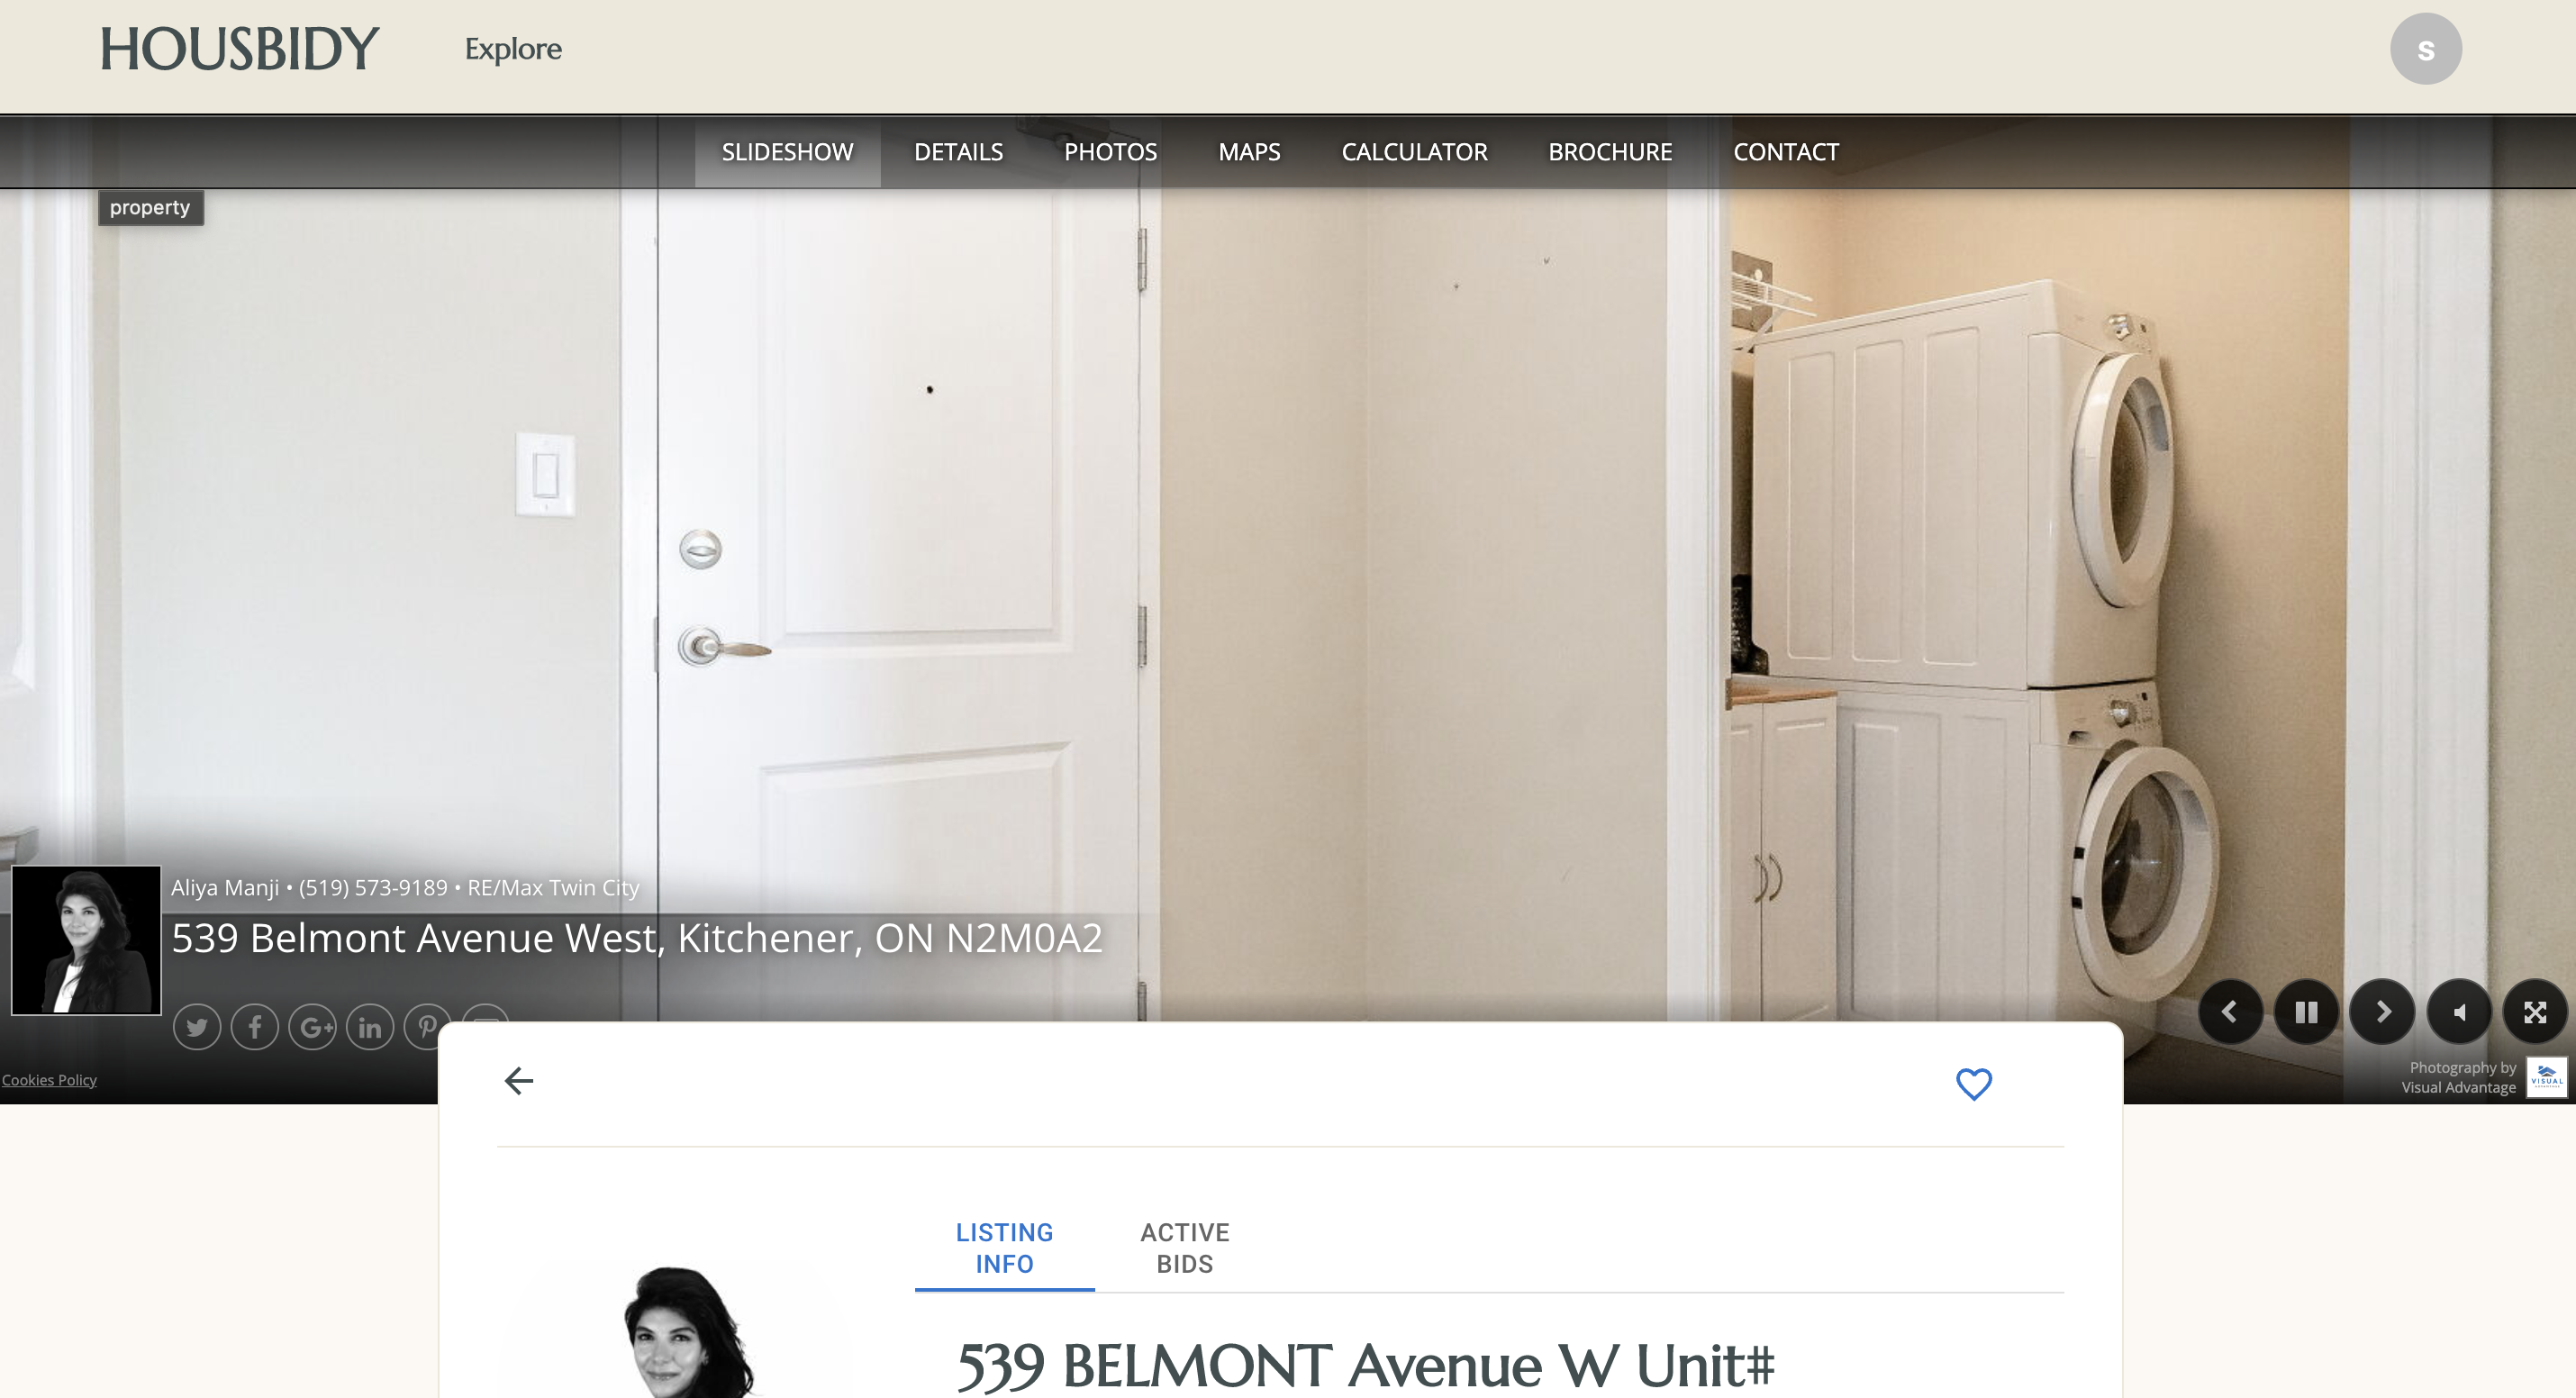 HOUSBIDY
Explore
S
SLIDESHOW DETAILS PHOTOS MAPS CALCULATOR BROCHURE CONTACT
property
Aliya Manji • (519) 573-9189 • RE/Max Twin City
539 Belmont Avenue West, Kitchener, ON N2M0A2
Cookies Policy
Photography by
Visual Advantage
VISUAL
LISTING
INFO
ACTIVE
BIDS
539 BELMONT Avenue W Unit#